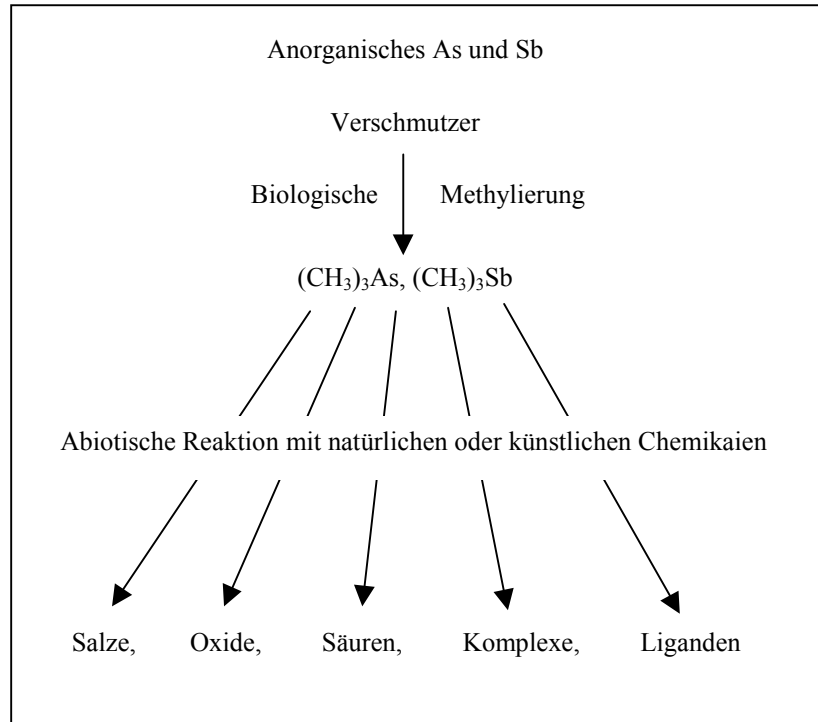 Anorganisches As und Sb
Verschmutzer
Biologische Methylierung
(CH₃)₃As, (CH₃)₃Sb
Abiotische Reaktion mit natürlichen oder künstlichen Chemikaien
Salze, Oxide, Säuren, Komplexe, Liganden